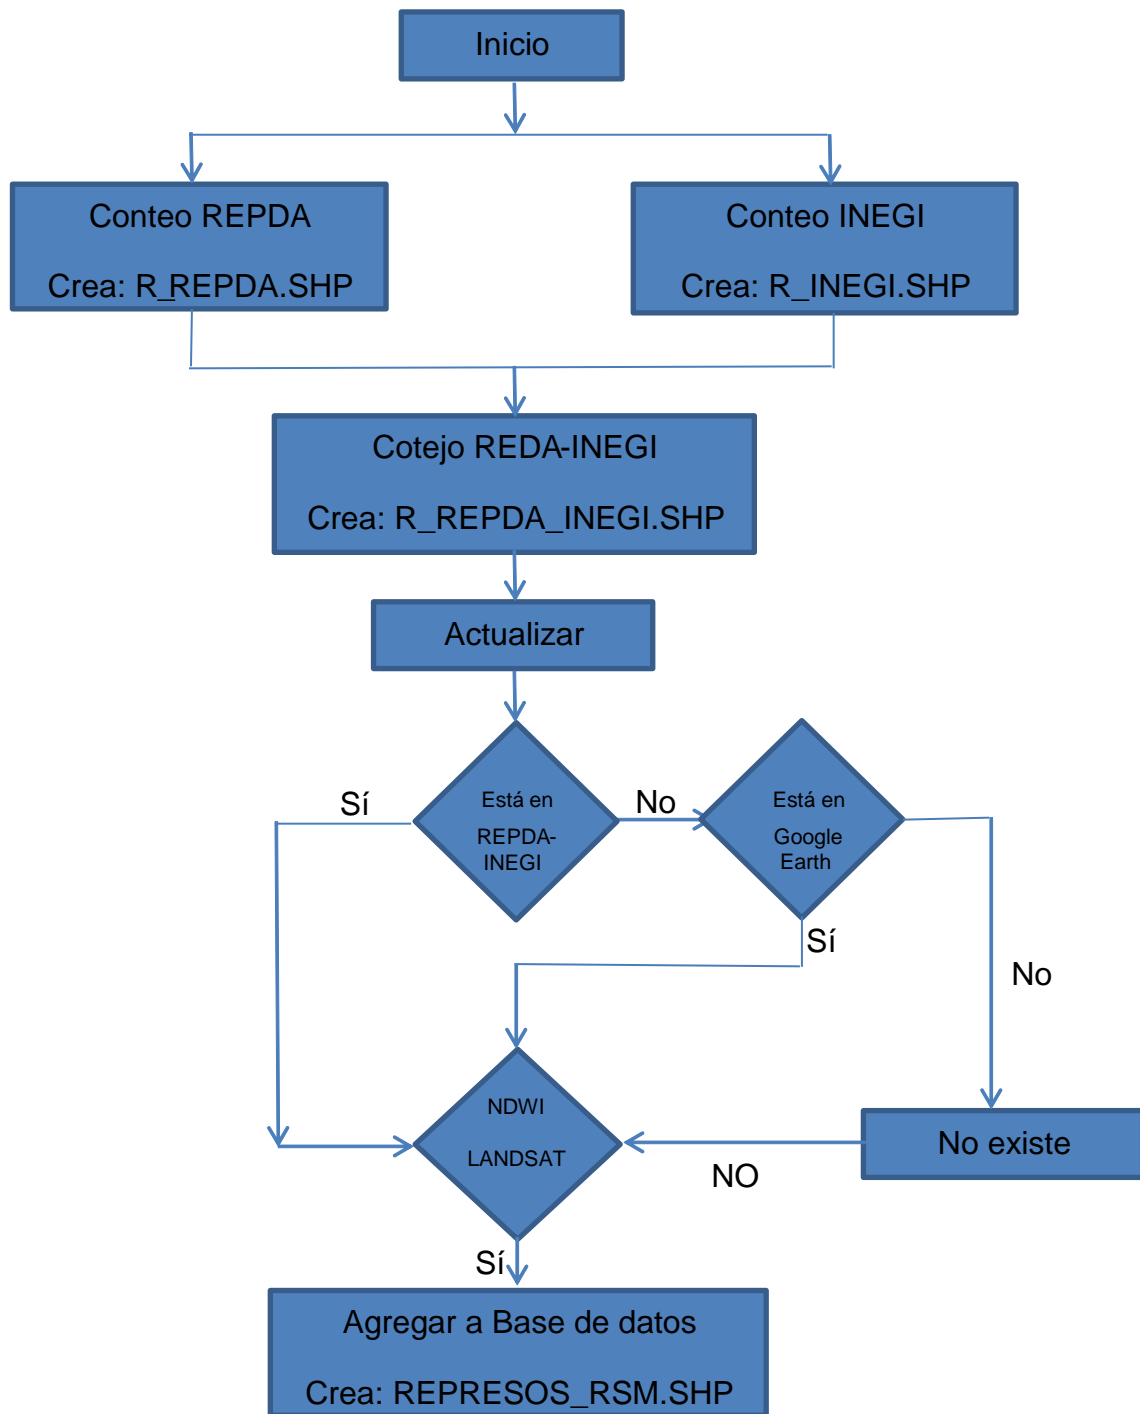 Inicio
Conteo REPDA
Crea: R_REPDA.SHP
Conteo INEGI
Crea: R_INEGI.SHP
Cotejo REDA-INEGI
Crea: R_REPDA_INEGI.SHP
Actualizar
Sí
Está en
REPDA-
INEGI
No
Está en
Google
Earth
Sí
No
NDWI
LANDSAT
NO
No existe
Sí
Agregar a Base de datos
Crea: REPRESOS_RSM.SHP